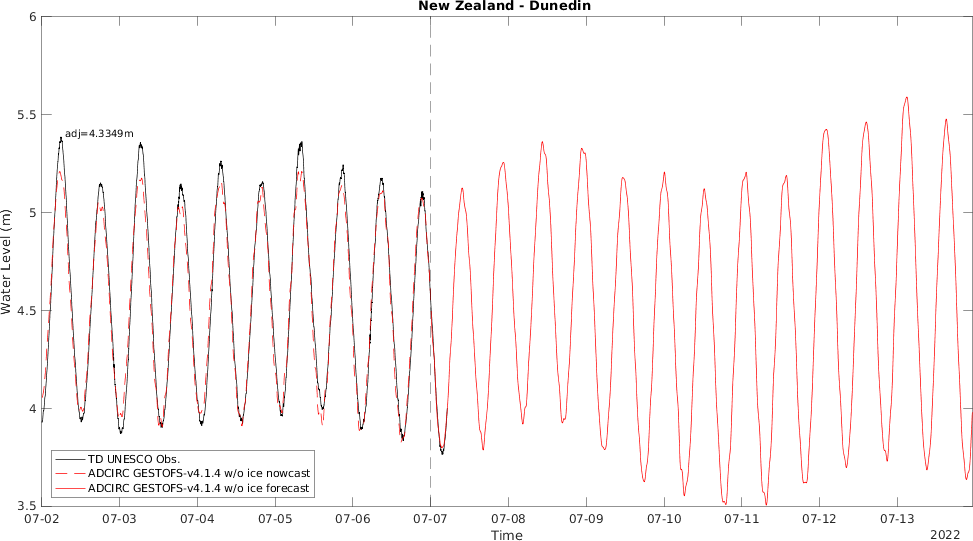 New Zealand - Dunedin
6
5.5
5
4.5
4
3.5
Water Level (m)
adj=4.3349m
TD UNESCO Obs.
ADCIRC GESTOFS-v4.1.4 w/o ice nowcast
ADCIRC GESTOFS-v4.1.4 w/o ice forecast
07-02 07-03 07-04 07-05 07-06 07-07 07-08 07-09 07-10 07-11 07-12 07-13
Time
2022